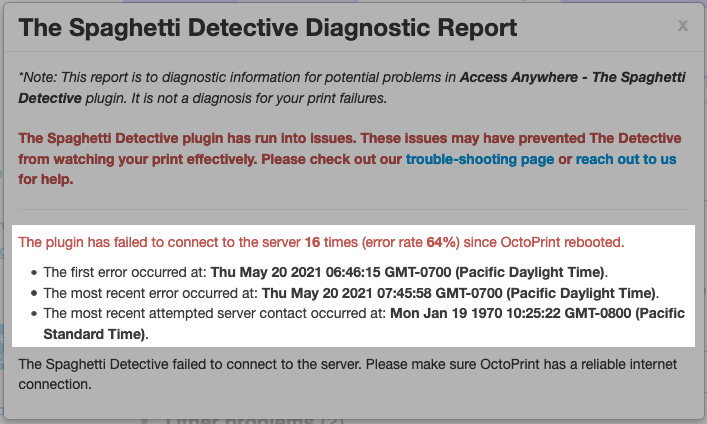 The Spaghetti Detective Diagnostic Report
x
*Note: This report is to diagnostic information for potential problems in Access Anywhere - The Spaghetti
Detective plugin. It is not a diagnosis for your print failures.
The Spaghetti Detective plugin has run into issues. These issues may have prevented The Detective
from watching your print effectively. Please check out our trouble-shooting page or reach out to us
for help.
The plugin has failed to connect to the server 16 times (error rate 64%) since OctoPrint rebooted.
• The first error occurred at: Thu May 20 2021 06:46:15 GMT-0700 (Pacific Daylight Time).
• The most recent error occurred at: Thu May 20 2021 07:45:58 GMT-0700 (Pacific Daylight Time).
• The most recent attempted server contact occurred at: Mon Jan 19 1970 10:25:22 GMT-0800 (Pacific
Standard Time).
The Spaghetti Detective failed to connect to the server. Please make sure OctoPrint has a reliable internet
connection.
Other problems (2)